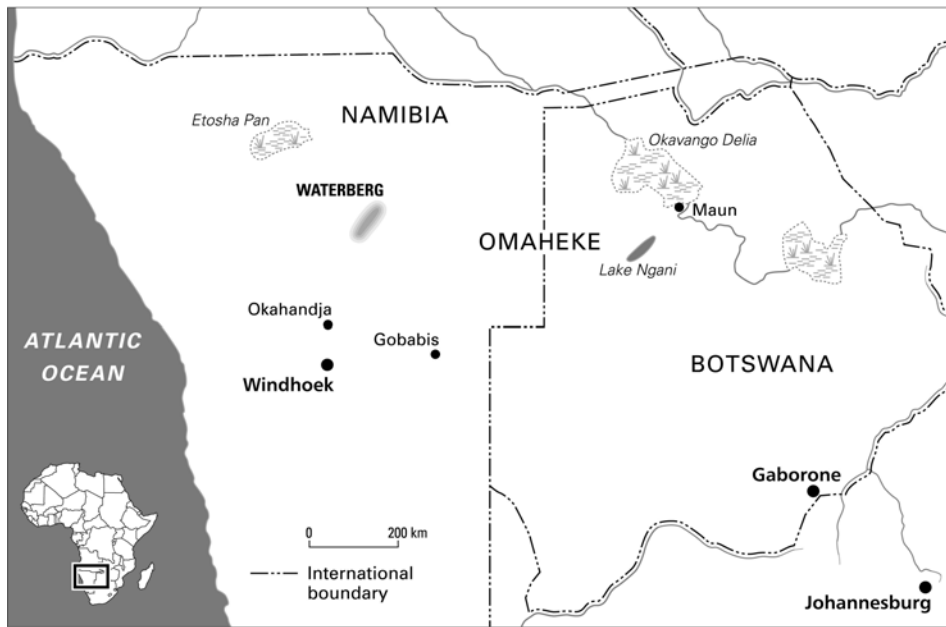 NAMIBIA
Etosha Pan
Okavango Delia
WATERBERG
Maun
OMAHEKE
Lake Ngani
Okahandja
Gobabis
ATLANTIC
OCEAN
Windhoek
BOTSWANA
Gaborone
0 200 km
International
boundary
Johannesburg